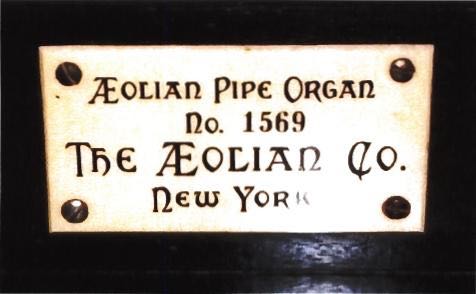 ÆOLIAN PIPE ORGAN
No. 1569
THE ÆOLIAN CO.
NEW YORK